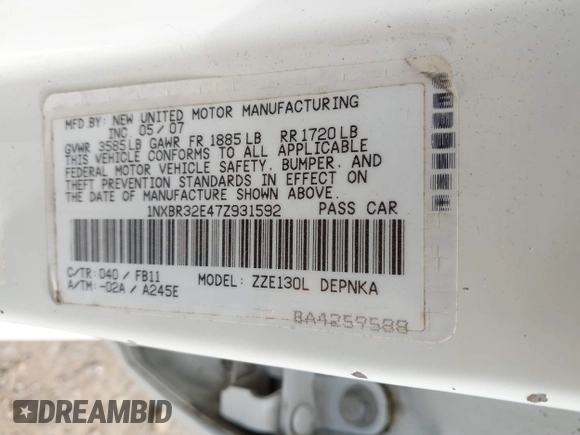 MFD.BY: NEW UNITED MOTOR MANUFACTURING
INC. 05/07
GVWR 3585LB GAWR FR 1885LB RR1720LB
THIS VEHICLE CONFORMS TO ALL APPLICABLE
FEDERAL MOTOR VEHICLE SAFETY, BUMPER, AND
THEFT PREVENTION STANDARDS IN EFFECT ON
THE DATE OF MANUFACTURE SHOWN ABOVE.
1NXBR32E47Z931592 PASS CAR
C/TR: 040 / FB11 MODEL: ZZE130L DEPNKA
A/TM: -02A / A245E
BA4259588
DREAMBID